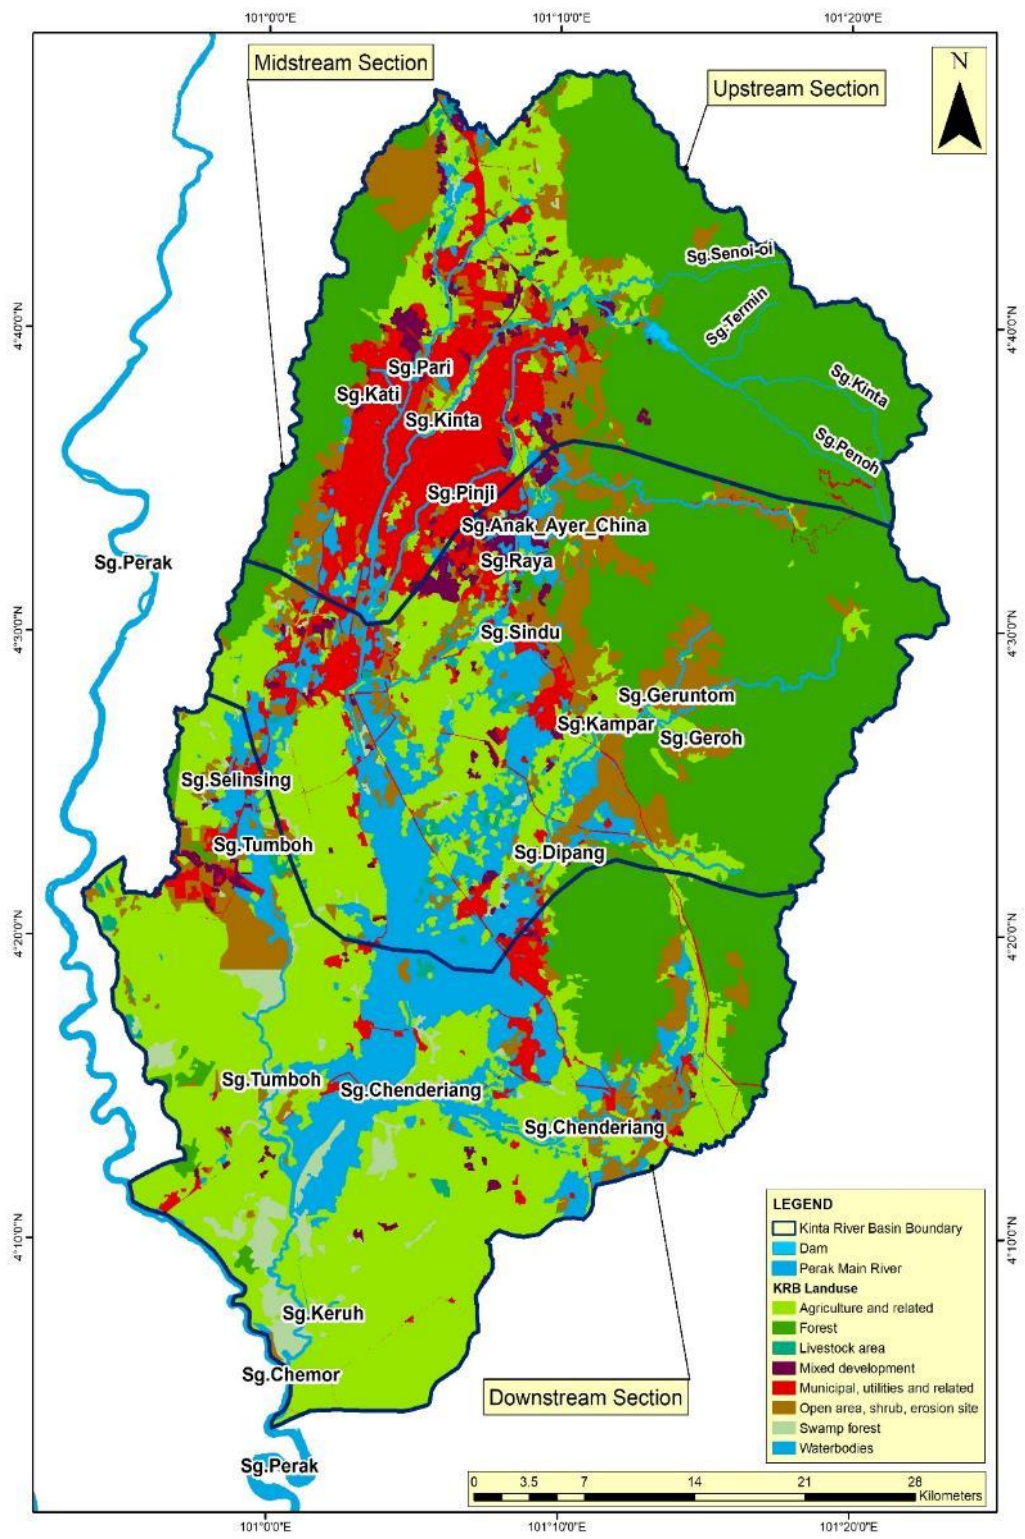 101°0'0"E
101°10'0"E
101°20'0"E
Midstream Section
Upstream Section
N
Sg.Senoi-oi
Sg.Termin
4°40'0"N
4°40'0"N
Sg.Pari
Sg.Kinta
Sg.Kati
Sg.Kinta
Sg.Penoh
Sg.Pinji
Sg.Anak_Ayer_China
Sg.Perak
Sg.Raya
4°30'0"N
Sg.Sindu
4°30'0"N
Sg.Geruntom
Sg.Kampar
Sg.Geroh
Sg.Selinsing
Sg.Tumboh
Sg.Dipang
4°20'0"N
4°20'0"N
Sg.Tumboh
Sg.Chenderiang
Sg.Chenderiang
4°10'0"N
4°10'0"N
LEGEND
Kinta River Basin Boundary
Dam
Perak Main River
KRB Landuse
Agriculture and related
Forest
Livestock area
Mixed development
Municipal, utilities and related
Open area, shrub, erosion site
Swamp forest
Waterbodies
Sg.Keruh
Sg.Chemor
Downstream Section
Sg.Perak
0 3.5 7 14 21 28
Kilometers
101°0'0"E
101°10'0"E
101°20'0"E